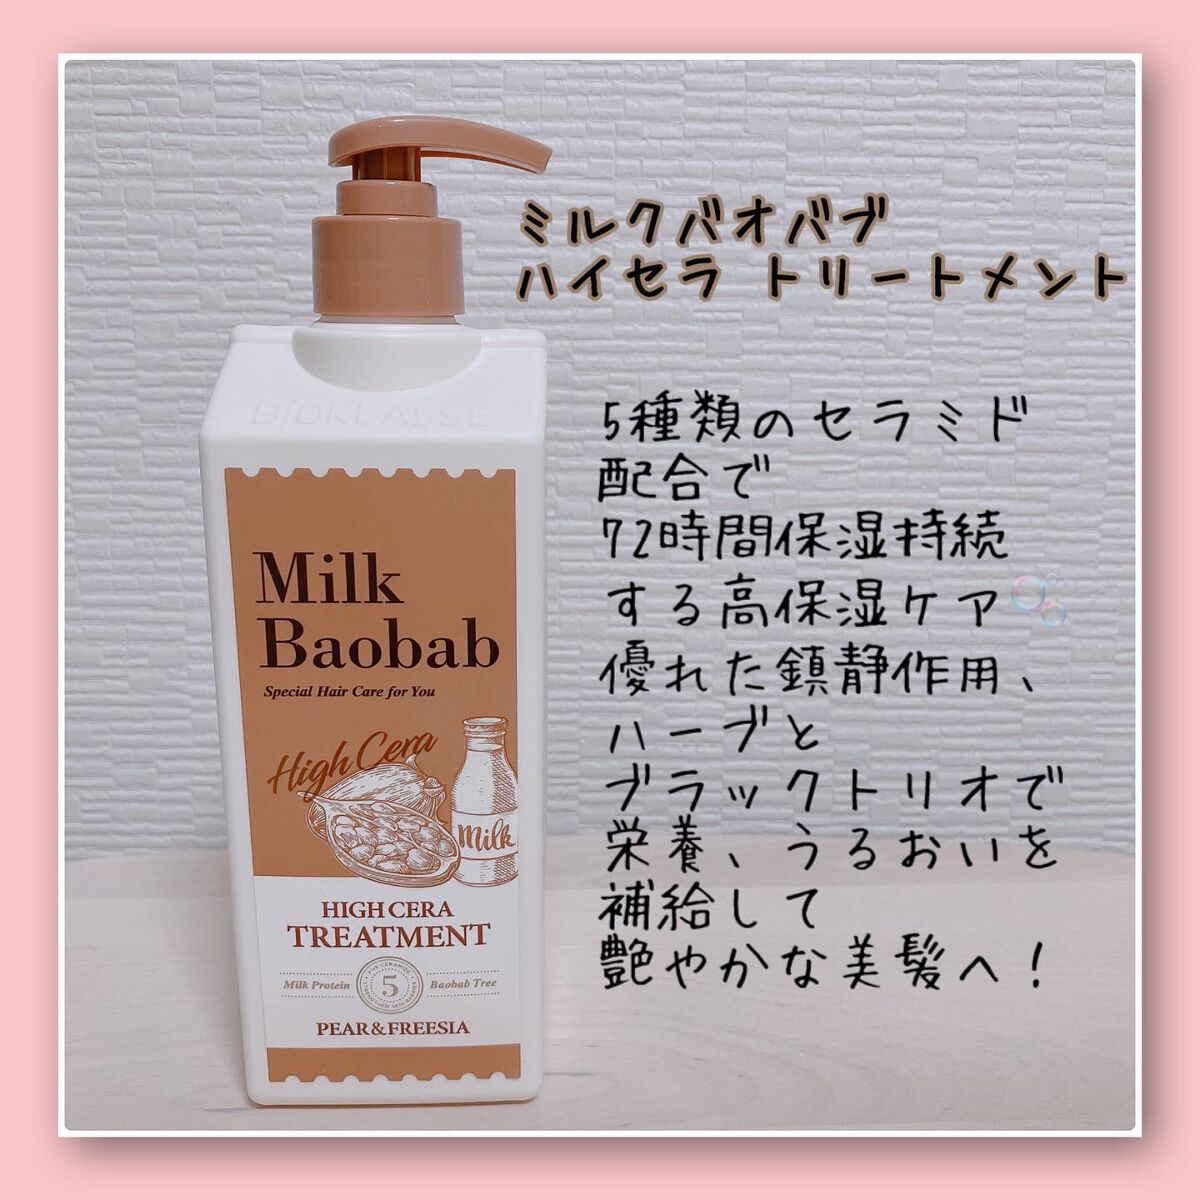 ミルクバオバブ
ハイセラ トリートメント
5種類のセラミド
配合で
72時間保湿持続
する高保湿ケア
優れた鎮静作用、
ハーブと
ブラックトリオで
栄養、うるおいを
補給して
艶やかな美髪へ!
BIOKLASSE
Milk
Baobab
Special Hair Care for You
High Cera
Milk
HIGH CERA
TREATMENT
FIVE CERAMIDE
5
Milk Protein
Baobab Tree
PEAR&FREESIA